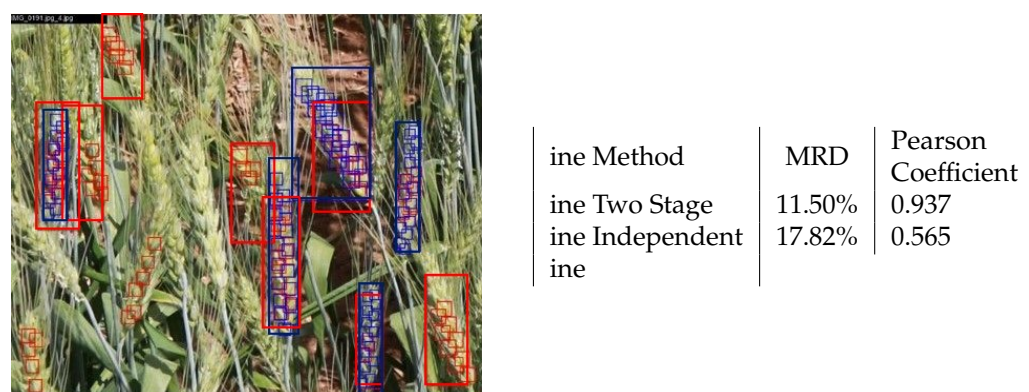 IMG_0191.jpg_4.jpg
ine Method MRD Pearson Coefficient
ine Two Stage 11.50% 0.937
ine Independent 17.82% 0.565
ine